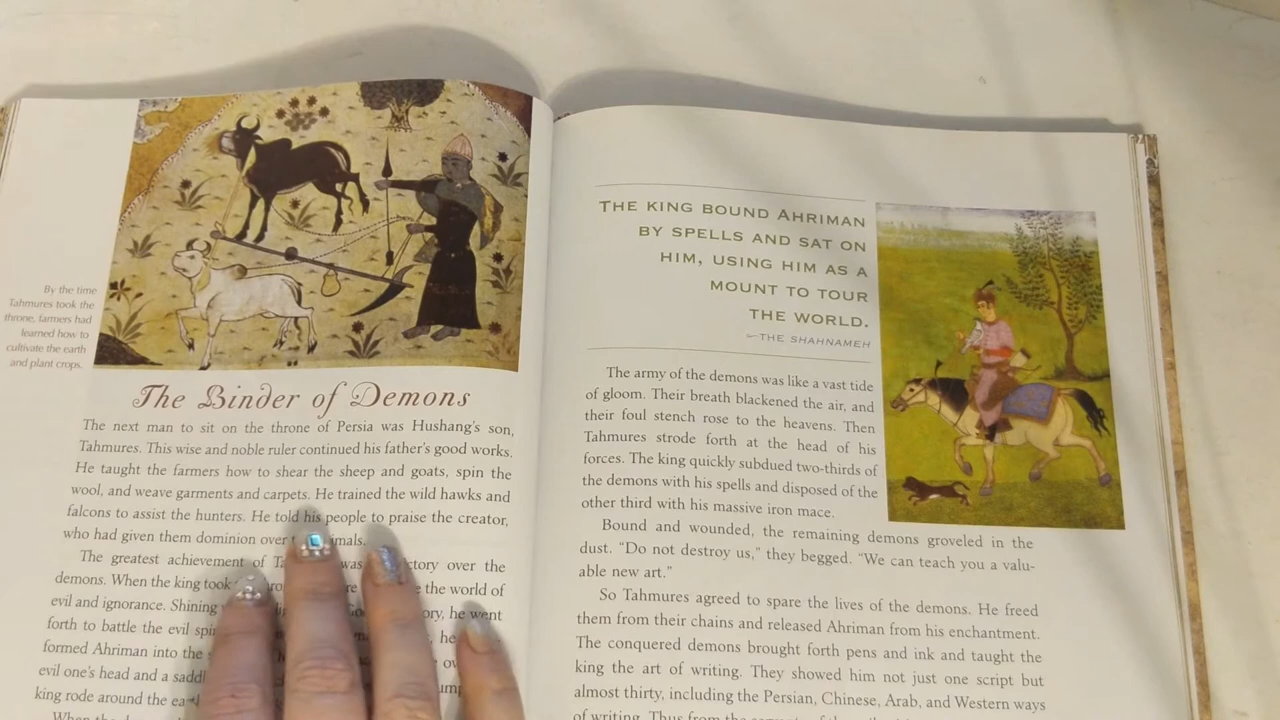 By the time
Tahmures took the
throne, farmers had
learned how to
cultivate the earth
and plant crops.
The Binder of Demons
The next man to sit on the throne of Persia was Hushang's son,
Tahmures. This wise and noble ruler continued his father's good works.
He taught the farmers how to shear the sheep and goats, spin the
wool, and weave garments and carpets. He trained the wild hawks and
falcons to assist the hunters. He told his people to praise the creator,
who had given them dominion over
The greatest achievement of was over the
demons. When the king took the world of
evil and ignorance. Shining he went
forth to battle the evil
formed Ahriman into the
evil one's head and a
king rode around the
THE KING BOUND AHRIMAN
BY SPELLS AND SAT ON
HIM, USING HIM AS A
MOUNT TO TOUR
THE WORLD.
—THE SHAHNAMEH
The army of the demons was like a vast tide
of gloom. Their breath blackened the air, and
their foul stench rose to the heavens. Then
Tahmures strode forth at the head of his
forces. The king quickly subdued two-thirds of
the demons with his spells and disposed of the
other third with his massive iron mace.
Bound and wounded, the remaining demons groveled in the
dust. “Do not destroy us,” they begged. “We can teach you a valu-
able new art.”
So Tahmures agreed to spare the lives of the demons. He freed
them from their chains and released Ahriman from his enchantment.
The conquered demons brought forth pens and ink and taught the
king the art of writing. They showed him not just one script but
almost thirty, including the Persian, Chinese, Arab, and Western ways
of writing. Thus from the